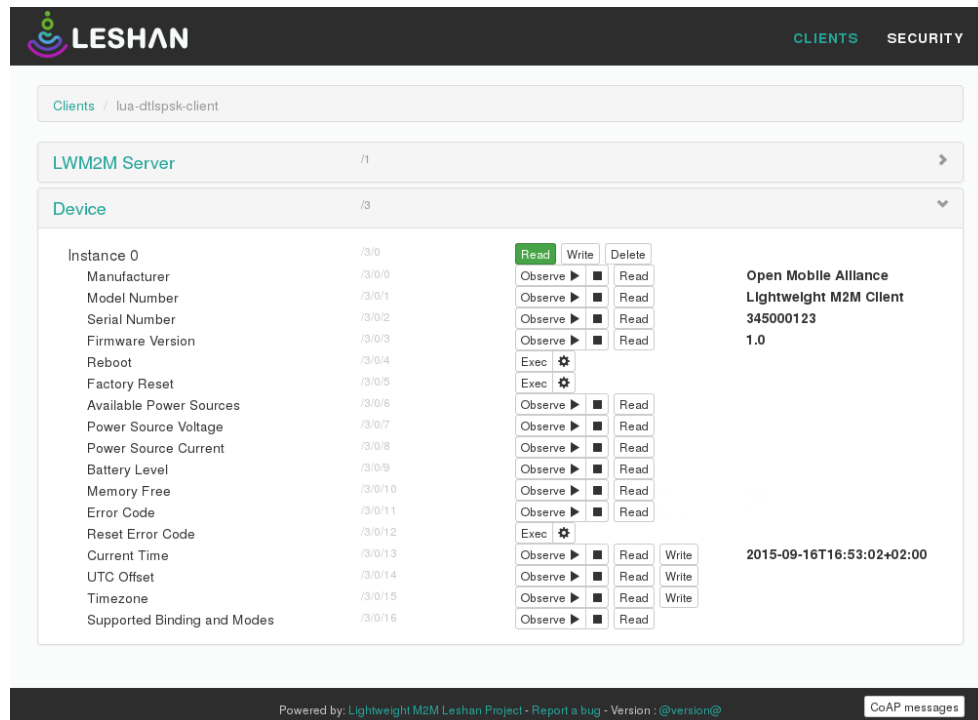 LESHΛN
CLIENTS SECURITY
Clients / lua-dtlspsk-client
LWM2M Server /1
Device /3
Instance 0 /3/0 Read Write Delete
Manufacturer /3/0/0 Observe Read Open Mobile Alliance
Model Number /3/0/1 Observe Read Lightweight M2M Client
Serial Number /3/0/2 Observe Read 345000123
Firmware Version /3/0/3 Observe Read 1.0
Reboot /3/0/4 Exec
Factory Reset /3/0/5 Exec
Available Power Sources /3/0/6 Observe Read
Power Source Voltage /3/0/7 Observe Read
Power Source Current /3/0/8 Observe Read
Battery Level /3/0/9 Observe Read
Memory Free /3/0/10 Observe Read
Error Code /3/0/11 Observe Read
Reset Error Code /3/0/12 Exec
Current Time /3/0/13 Observe Read Write 2015-09-16T16:53:02+02:00
UTC Offset /3/0/14 Observe Read Write
Timezone /3/0/15 Observe Read Write
Supported Binding and Modes /3/0/16 Observe Read
Powered by: Lightweight M2M Leshan Project - Report a bug - Version : @version@
CoAP messages